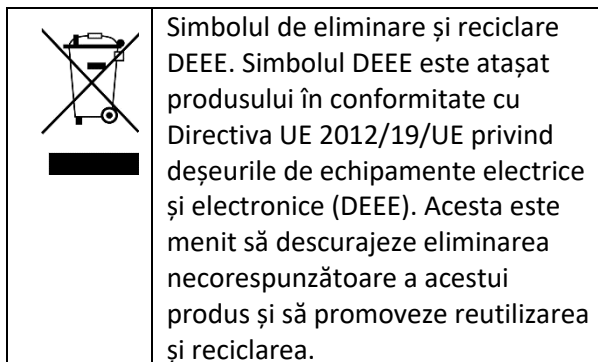 Simbolul de eliminare și reciclare
DEEE. Simbolul DEEE este atașat
produsului în conformitate cu
Directiva UE 2012/19/UE privind
deșeurile de echipamente electrice
și electronice (DEEE). Acesta este
menit să descurajeze eliminarea
necorespunzătoare a acestui
produs și să promoveze reutilizarea
și reciclarea.